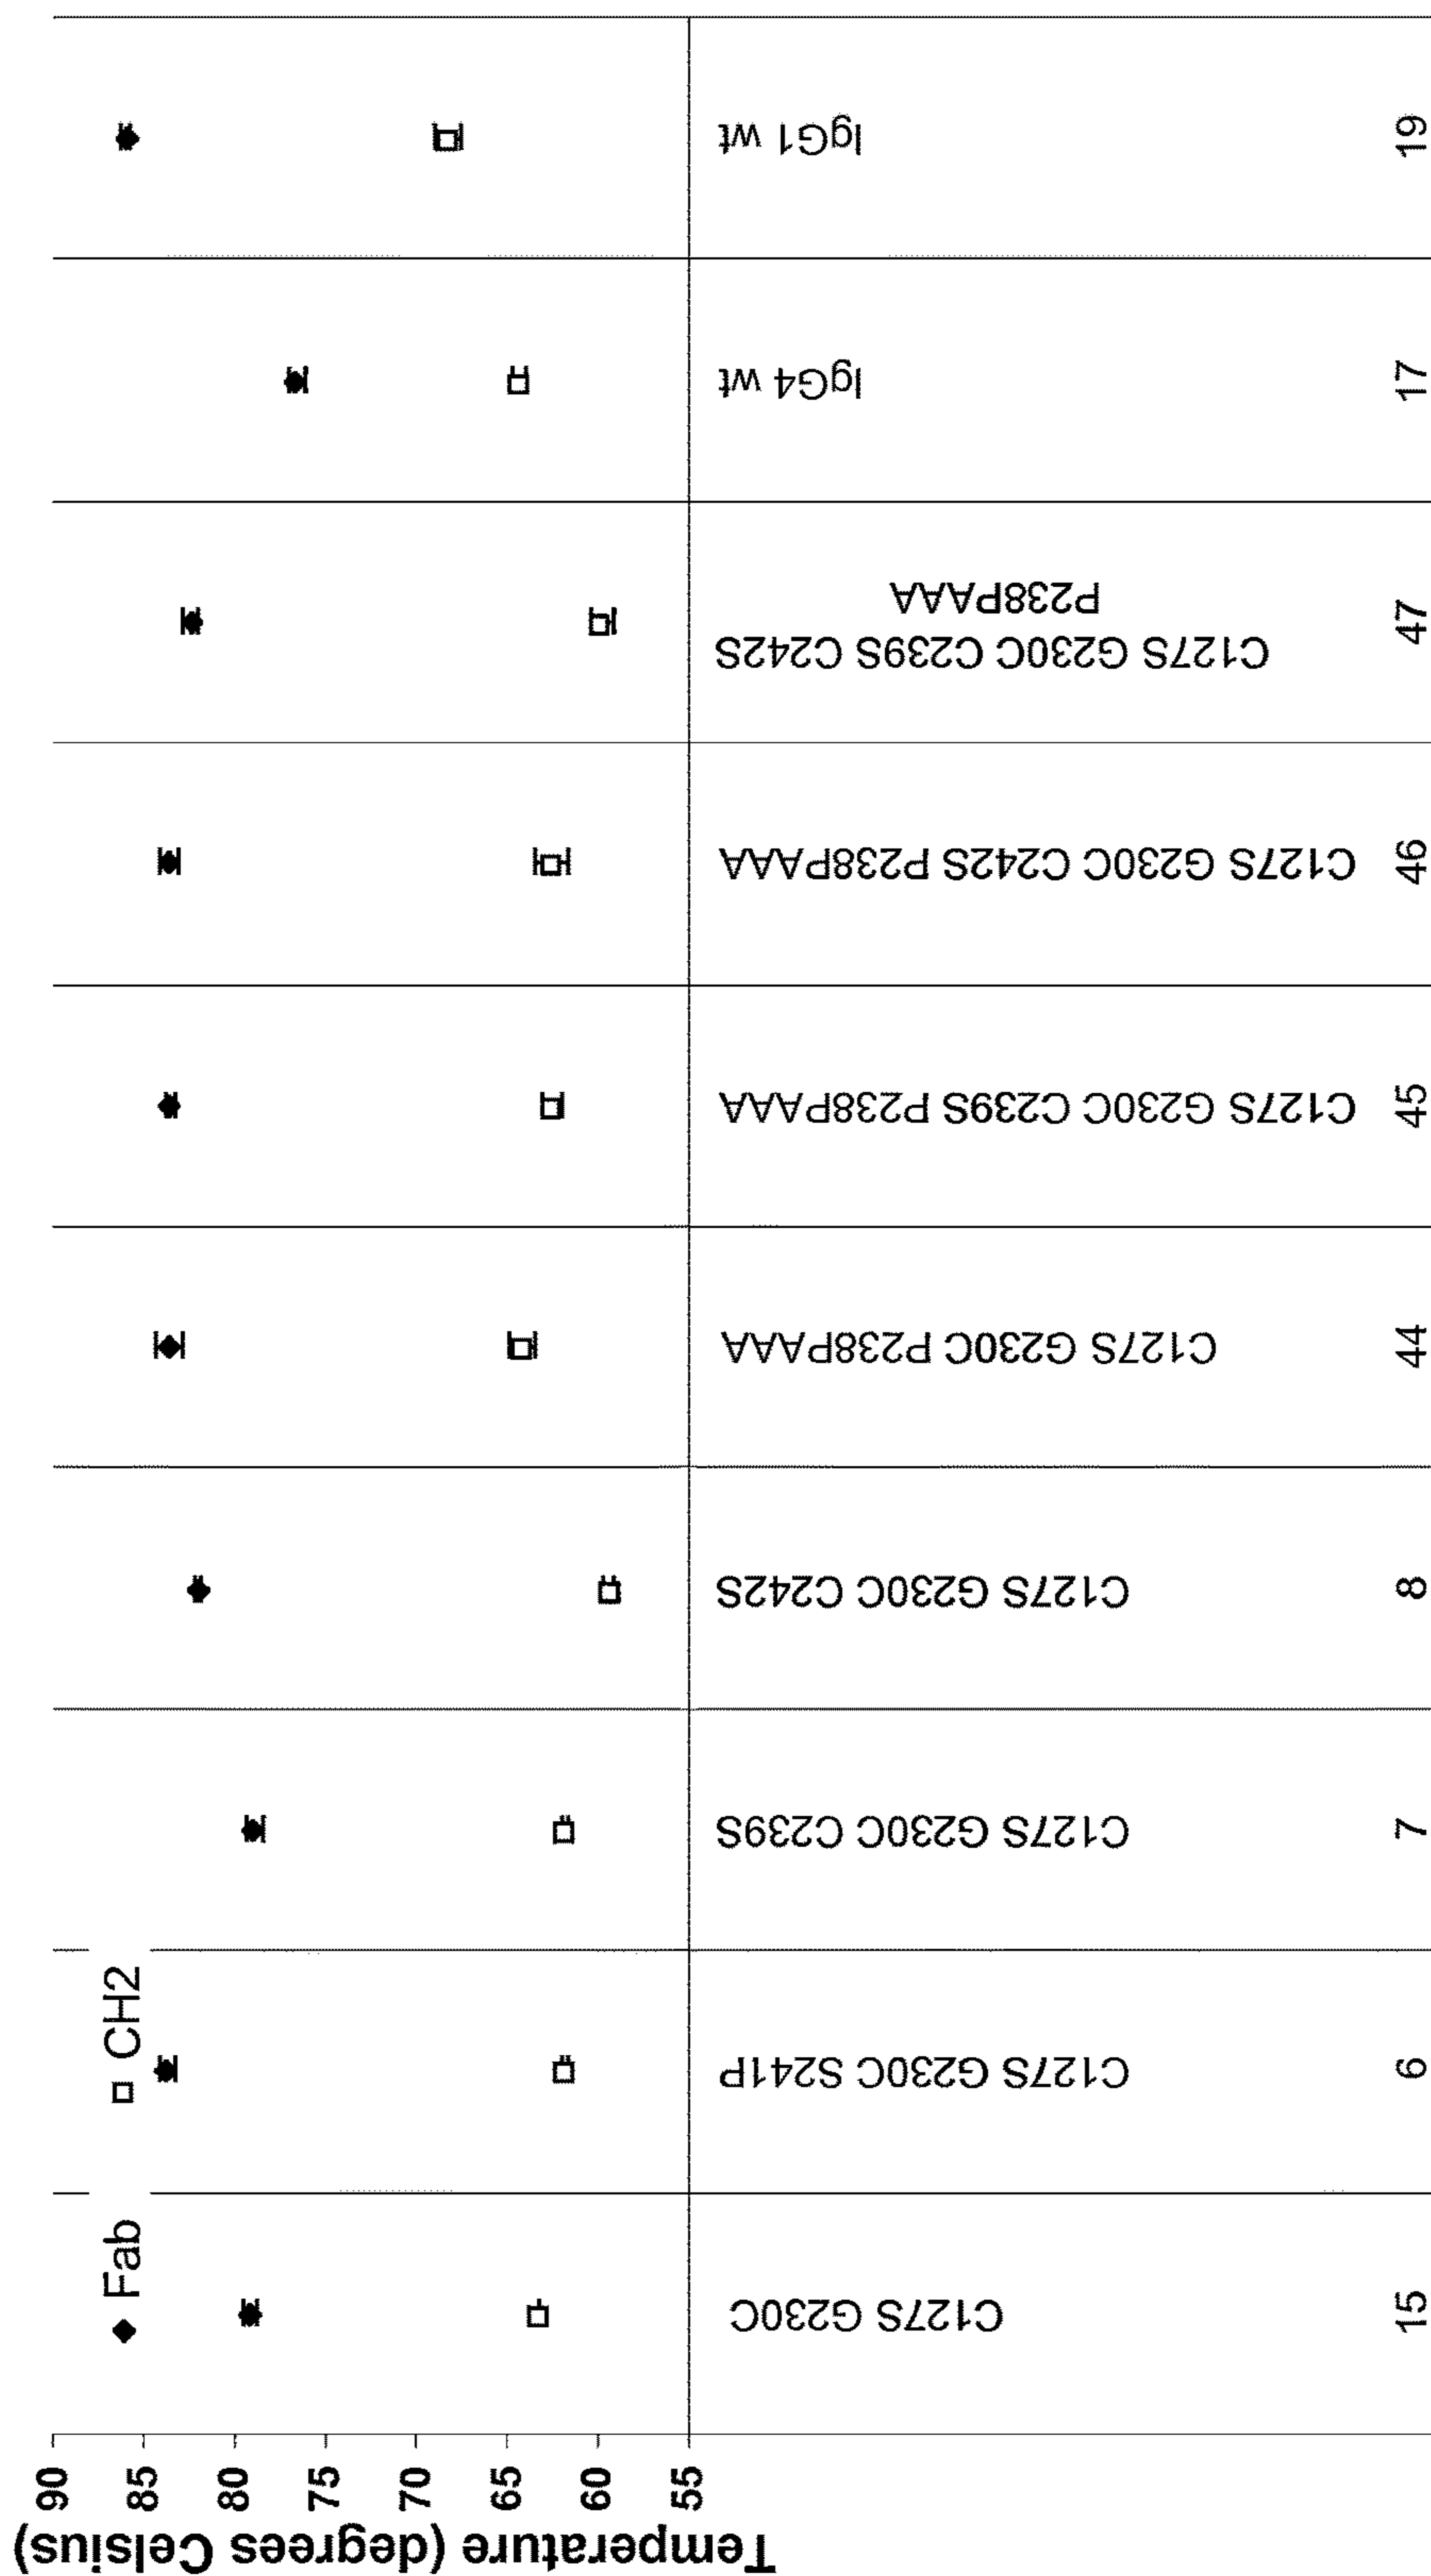 Temperature (degrees Celsius)
90
85
80
75
70
65
60
55
Fab
CH2
C127S G230C
C127S G230C S241P
C127S G230C C239S
C127S G230C C242S
C127S G230C P238PAAA
C127S G230C C239S P238PAAA
C127S G230C C242S P238PAAA
C127S G230C C239S C242S
P238PAAA
IgG4 wt
IgG1 wt
15
6
7
8
44
45
46
47
17
19